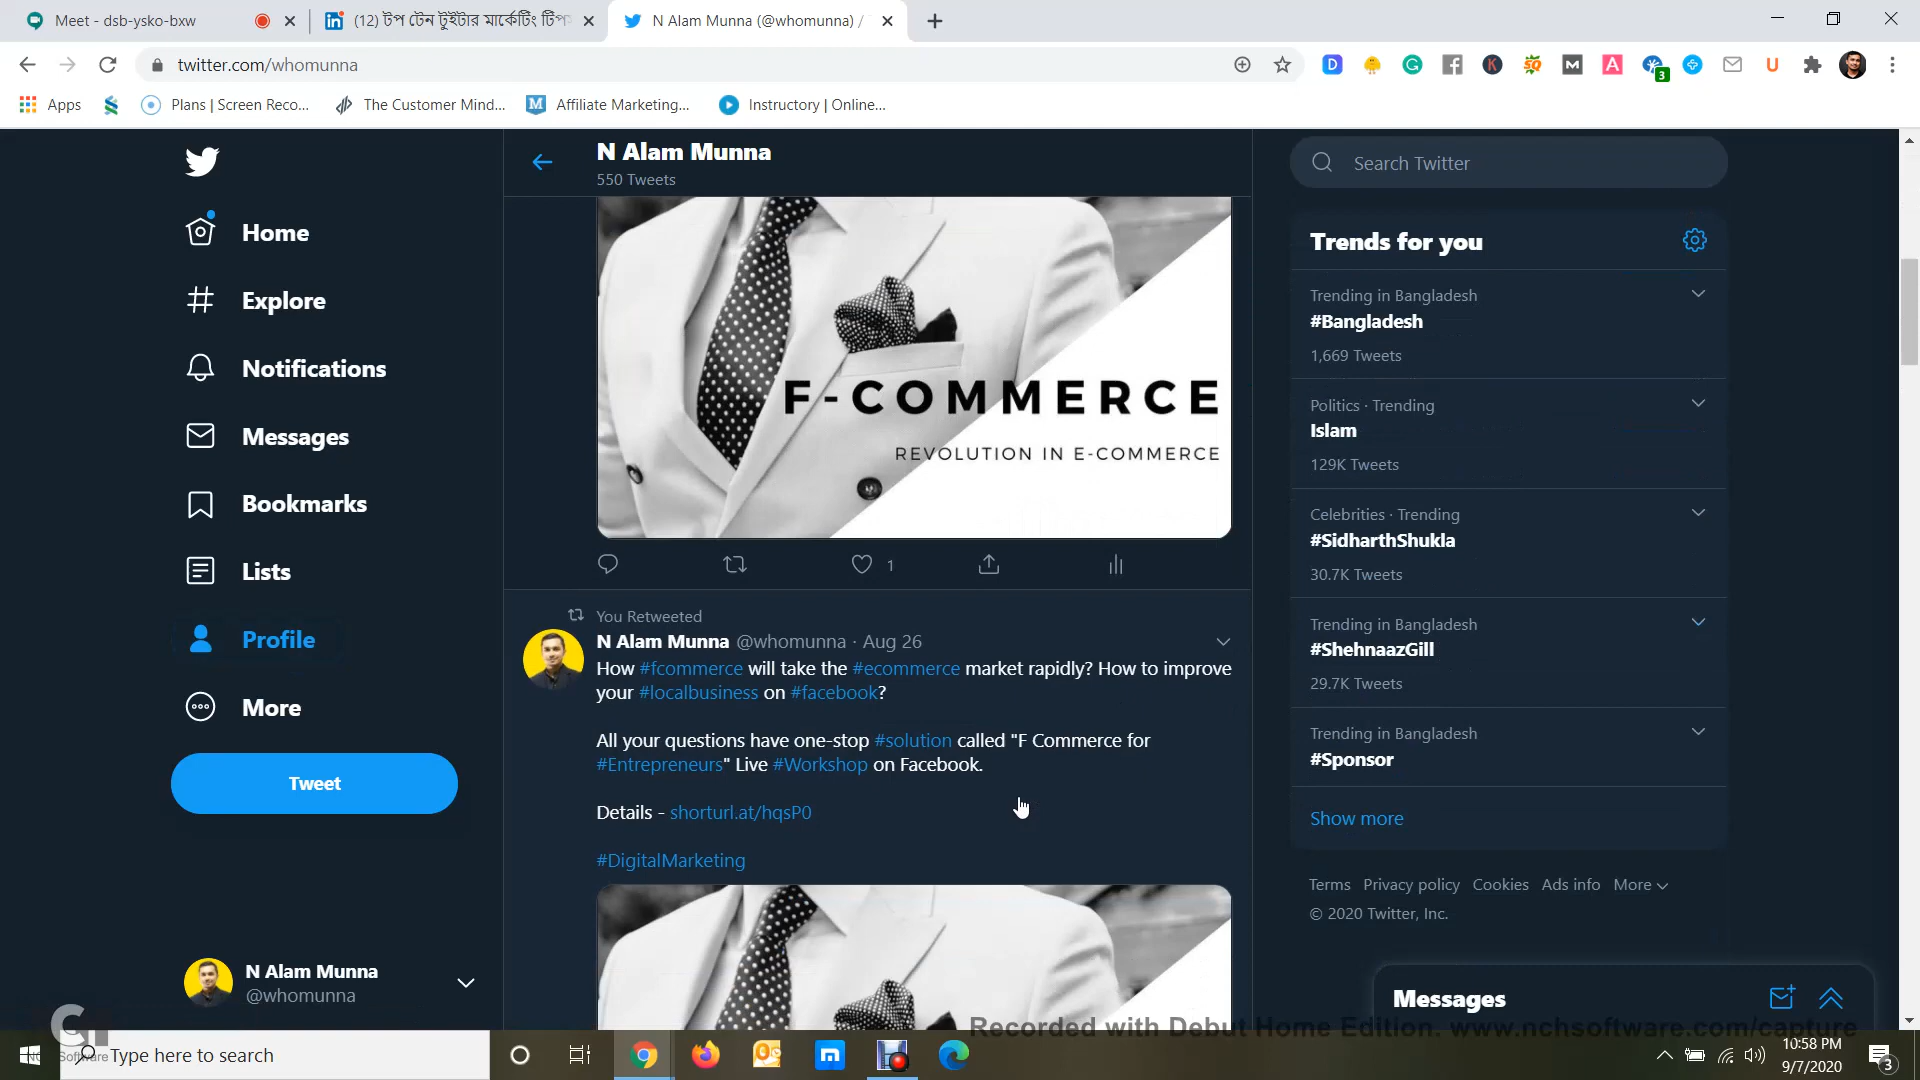 Meet - dsb-ysko-bxw
(12) টপ টেন টুইটার মার্কেটিং টিপস
N Alam Munna (@whomunna) /
twitter.com/whomunna
Apps
Plans | Screen Reco...
The Customer Mind...
Affiliate Marketing...
Instructory | Online...
N Alam Munna
550 Tweets
Home
Explore
Notifications
Messages
Bookmarks
Lists
Profile
More
Tweet
N Alam Munna
@whomunna
F-COMMERCE
REVOLUTION IN E-COMMERCE
1
You Retweeted
N Alam Munna @whomunna · Aug 26
How #fcommerce will take the #ecommerce market rapidly? How to improve
your #localbusiness on #facebook?
All your questions have one-stop #solution called "F Commerce for
#Entrepreneurs" Live #Workshop on Facebook.
Details - shorturl.at/hqsP0
#DigitalMarketing
Search Twitter
Trends for you
Trending in Bangladesh
#Bangladesh
1,669 Tweets
Politics · Trending
Islam
129K Tweets
Celebrities · Trending
#SidharthShukla
30.7K Tweets
Trending in Bangladesh
#ShehnaazGill
29.7K Tweets
Trending in Bangladesh
#Sponsor
Show more
Terms Privacy policy Cookies Ads info More
© 2020 Twitter, Inc.
Messages
Recorded with Debut Home Edition. www.nchsoftware.com/capture
Type here to search
10:58 PM
9/7/2020
3